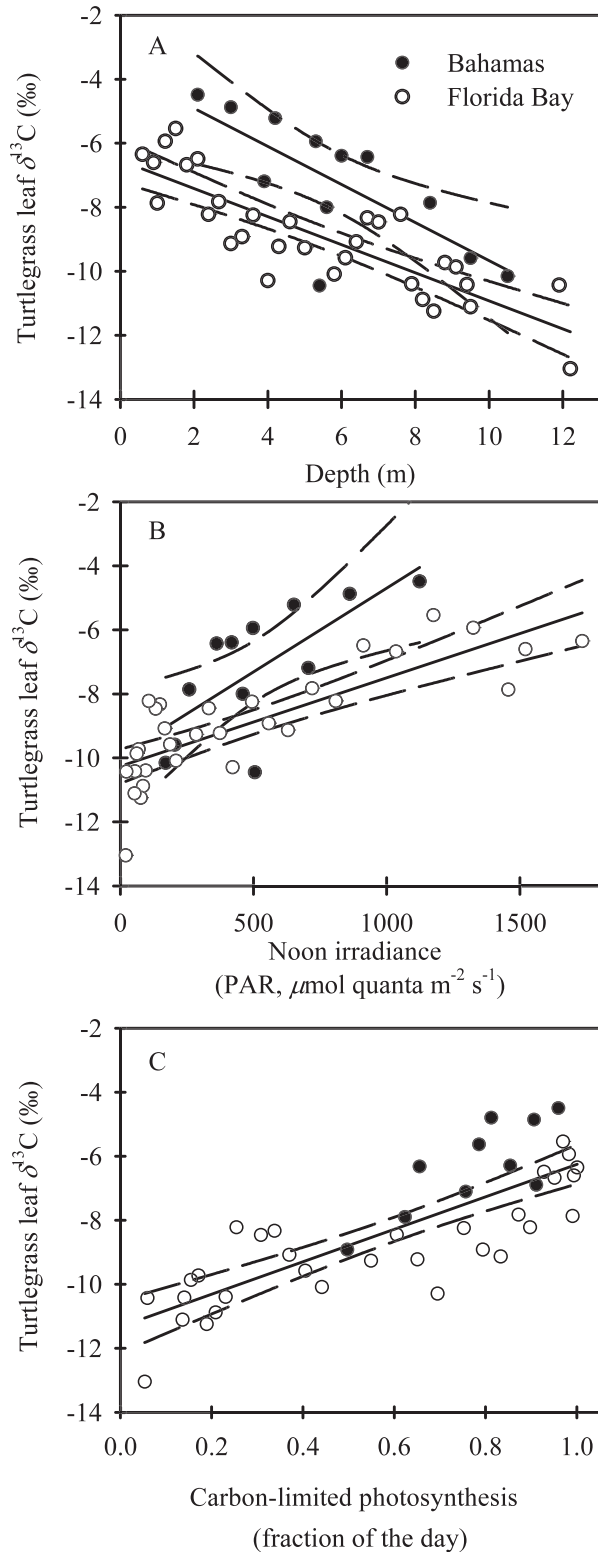 A
Bahamas
Florida Bay
Turtlegrass leaf δ¹³C (‰)
-2
-4
-6
-8
-10
-12
-14
0 2 4 6 8 10 12
Depth (m)
B
Turtlegrass leaf δ¹³C (‰)
-2
-4
-6
-8
-10
-12
-14
0 500 1000 1500
Noon irradiance
(PAR, μmol quanta m⁻² s⁻¹)
C
Turtlegrass leaf δ¹³C (‰)
-2
-4
-6
-8
-10
-12
-14
0.0 0.2 0.4 0.6 0.8 1.0
Carbon-limited photosynthesis
(fraction of the day)